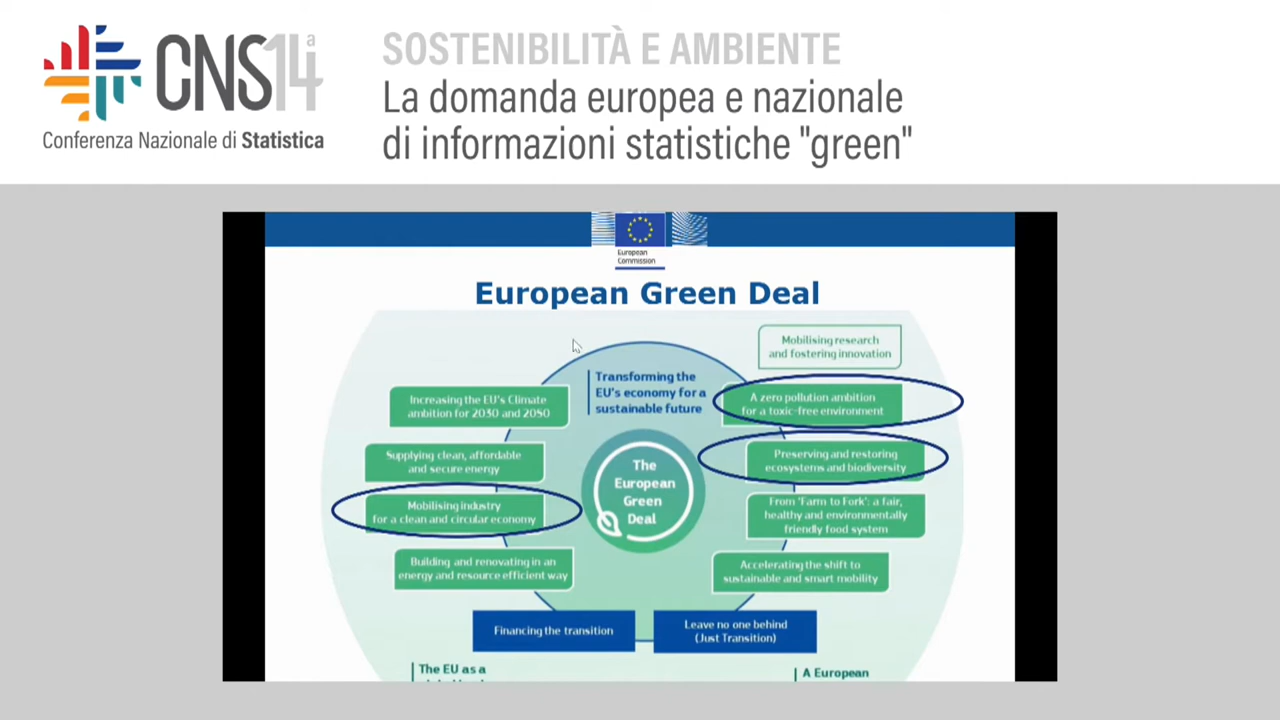 CNS14ª
Conferenza Nazionale di Statistica
SOSTENIBILITÀ E AMBIENTE
La domanda europea e nazionale
di informazioni statistiche "green"
European
Commission
European Green Deal
Mobilising research
and fostering innovation
Transforming the
EU's economy for a
sustainable future
Increasing the EU's Climate
ambition for 2030 and 2050
A zero pollution ambition
for a toxic-free environment
Supplying clean, affordable
and secure energy
Preserving and restoring
ecosystems and biodiversity
The
European
Green
Deal
Mobilising industry
for a clean and circular economy
From 'Farm to Fork': a fair,
healthy and environmentally
friendly food system
Building and renovating in an
energy and resource efficient way
Accelerating the shift to
sustainable and smart mobility
Financing the transition
Leave no one behind
(Just Transition)
The EU as a
A European